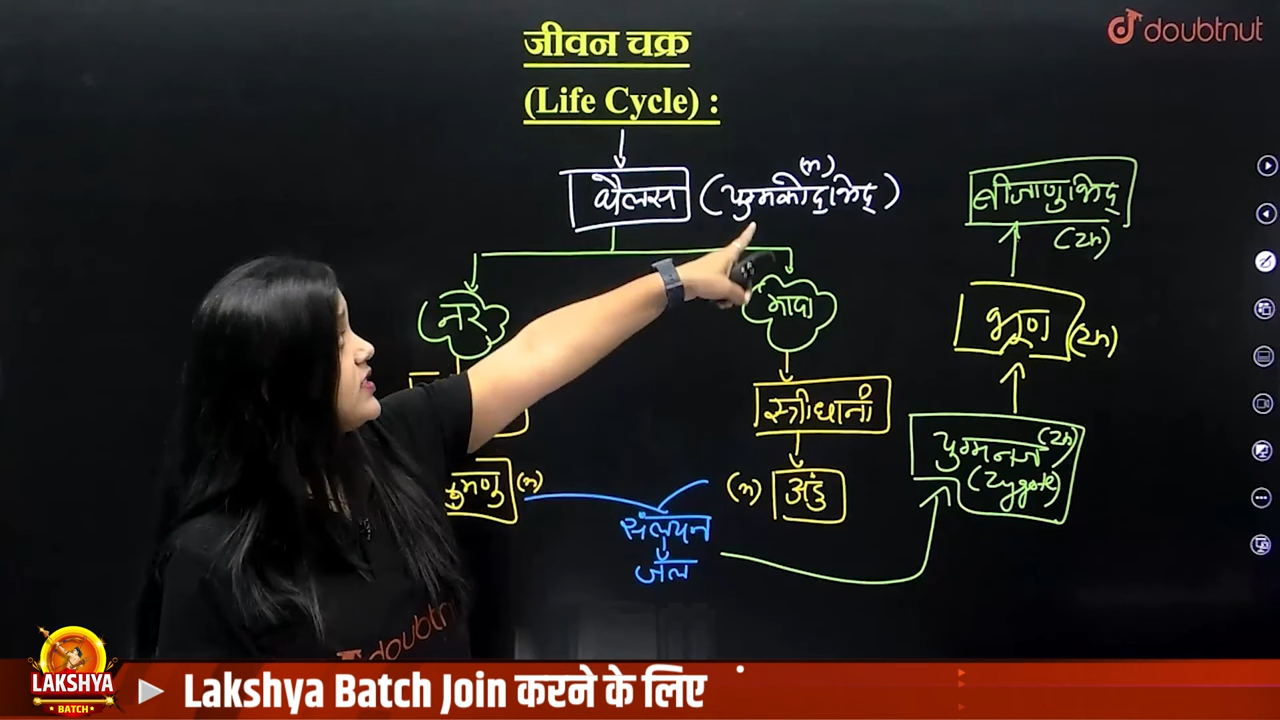 doubtnut
जीवन चक्र
(Life Cycle) :
थैलस (युग्मकोद्भिद्) (n)
नर
मादा
स्त्रीधानी
(n)
अंड
(n)
संलयन
जल
युग्मनज (2n)
(Zygote)
भ्रूण (2n)
बीजाणुभिद्
(2n)
doubtnu
LAKSHYA
BATCH
Lakshya Batch Join करने के लिए